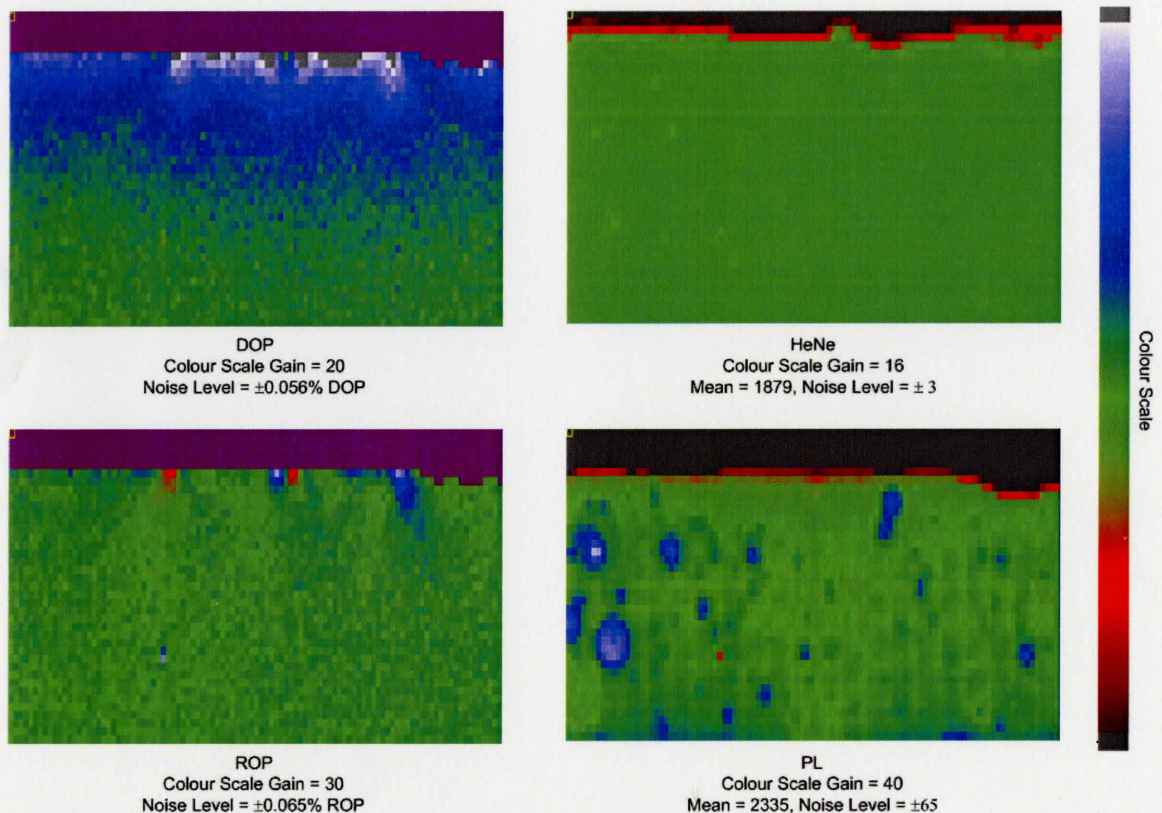 DOP
Colour Scale Gain = 20
Noise Level = ±0.056% DOP
HeNe
Colour Scale Gain = 16
Mean = 1879, Noise Level = ± 3
Colour Scale
ROP
Colour Scale Gain = 30
Noise Level = ±0.065% ROP
PL
Colour Scale Gain = 40
Mean = 2335, Noise Level = ±65